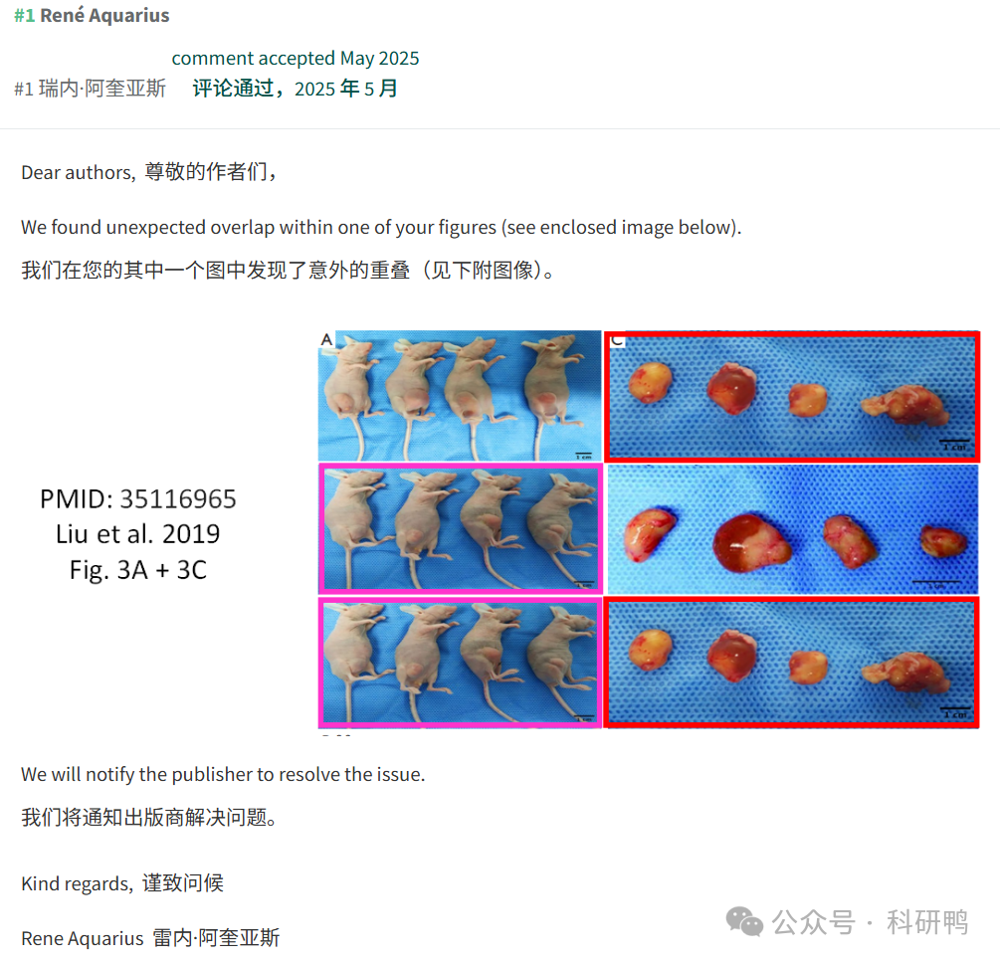 #1 René Aquarius
comment accepted May 2025
#1 瑞内·阿奎亚斯 评论通过，2025 年 5 月
Dear authors, 尊敬的作者们，
We found unexpected overlap within one of your figures (see enclosed image below).
我们在您的其中一个图中发现了意外的重叠（见下附图像）。
A
C
1 cm
1 cm
PMID: 35116965
Liu et al. 2019
Fig. 3A + 3C
1 cm
We will notify the publisher to resolve the issue.
我们将通知出版商解决问题。
Kind regards, 谨致问候
Rene Aquarius 雷内·阿奎亚斯
公众号 · 科研鸭